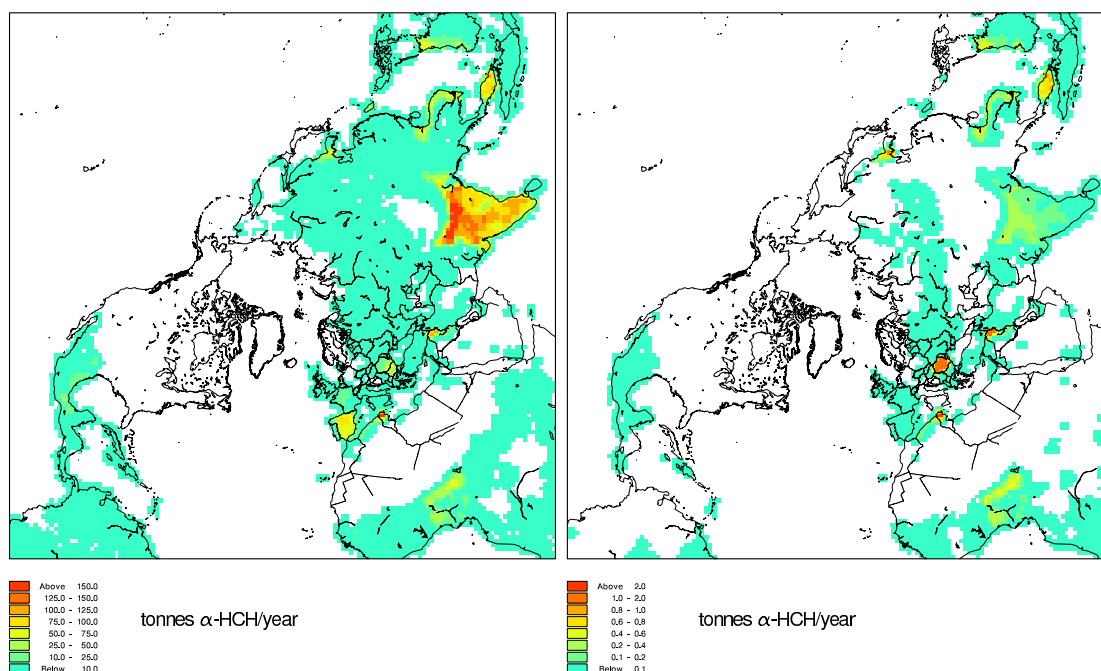 Above 150.0
125.0 - 150.0
100.0 - 125.0
75.0 - 100.0
50.0 - 75.0
25.0 - 50.0
10.0 - 25.0
Below 10.0
tonnes α-HCH/year
Above 2.0
1.0 - 2.0
0.8 - 1.0
0.6 - 0.8
0.4 - 0.6
0.2 - 0.4
0.1 - 0.2
Below 0.1
tonnes α-HCH/year